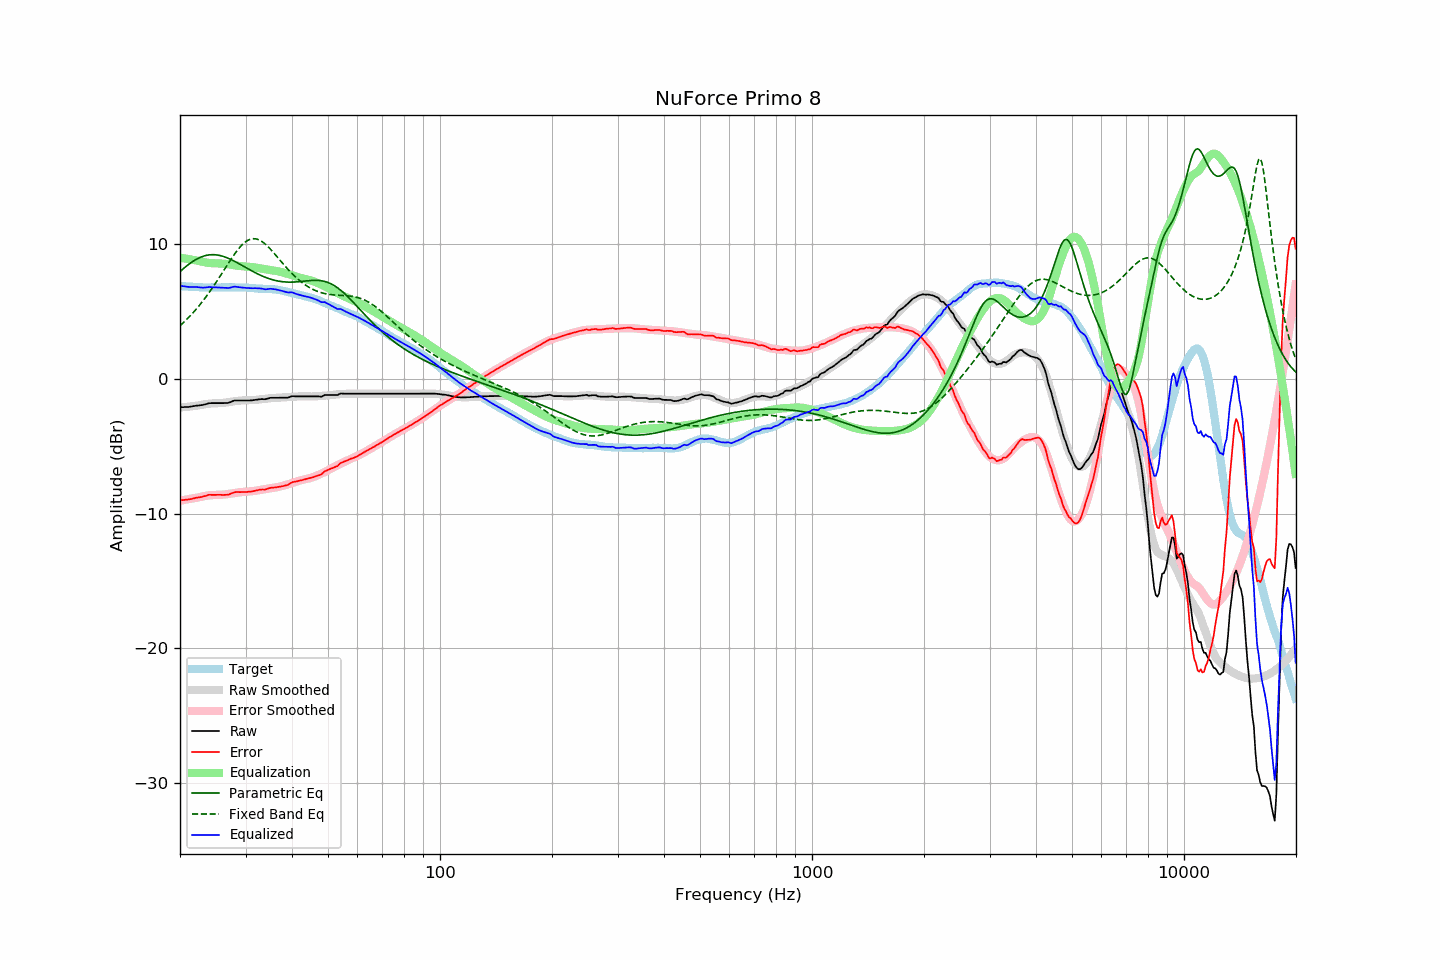 NuForce Primo 8
Amplitude (dBr)
10
0
−10
−20
−30
Target
Raw Smoothed
Error Smoothed
Raw
Error
Equalization
Parametric Eq
Fixed Band Eq
Equalized
100
1000
10000
Frequency (Hz)